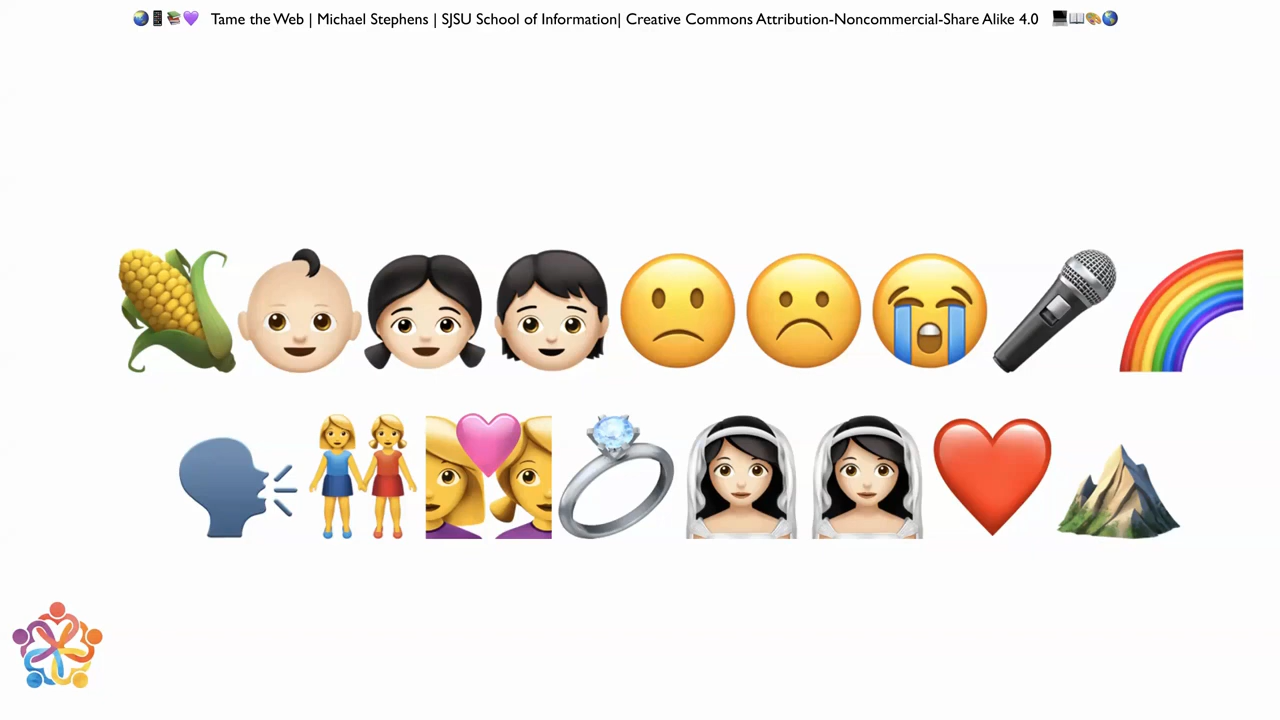 Tame the Web | Michael Stephens | SJSU School of Information| Creative Commons Attribution-Noncommercial-Share Alike 4.0